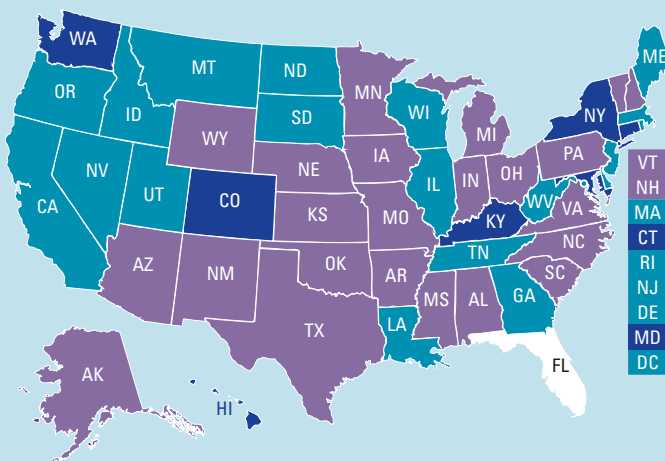 WA
MT
ND
ME
OR
MN
ID
SD
WI
NY
WY
MI
IA
PA
NE
OH
NV
IL
IN
UT
CO
WV
VA
CA
KS
MO
KY
NC
TN
AZ
NM
OK
AR
SC
MS
AL
GA
TX
LA
FL
AK
HI
VT
NH
MA
CT
RI
NJ
DE
MD
DC